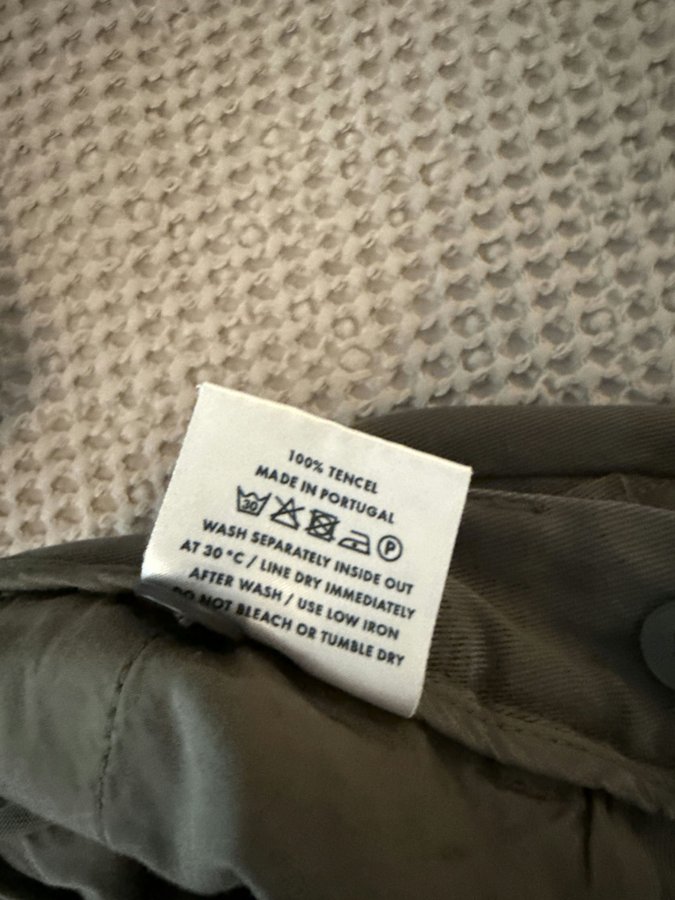 100% TENCEL
MADE IN PORTUGAL
30 P
WASH SEPARATELY INSIDE OUT
AT 30 °C / LINE DRY IMMEDIATELY
AFTER WASH / USE LOW IRON
DO NOT BLEACH OR TUMBLE DRY